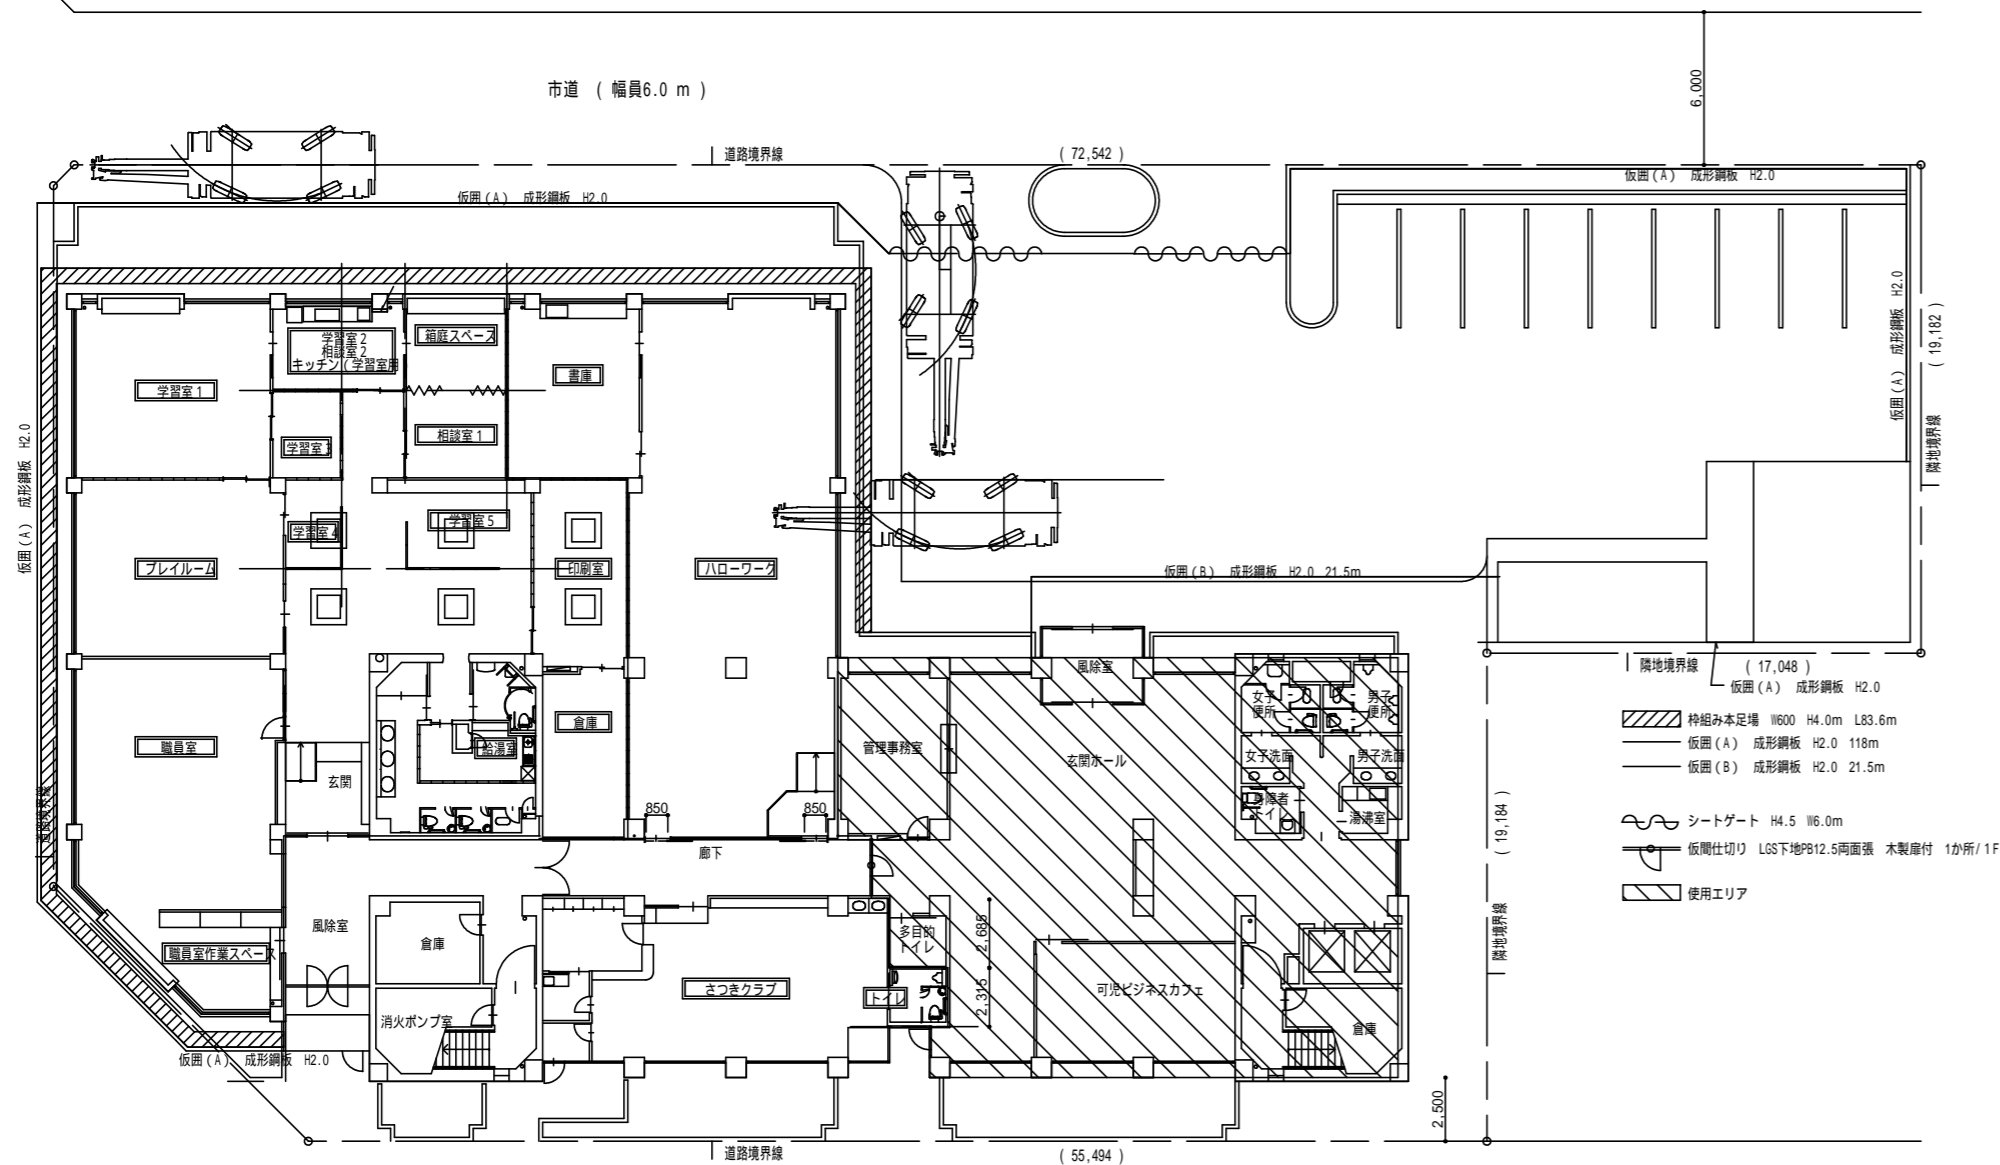 6,000
市道 ( 幅員6.0 m )
道路境界線
( 72,542 )
仮囲(A) 成形鋼板 H2.0
仮囲(A) 成形鋼板 H2.0
仮囲(A) 成形鋼板 H2.0
( 19,182 )
隣地境界線
学習室2
相談室2
キッチン(学習室用
箱庭スペース
書庫
学習室1
学習室3
相談室1
仮囲(A) 成形鋼板 H2.0
学習室4
学習室5
プレイルーム
印刷室
ハローワーク
仮囲(B) 成形鋼板 H2.0 21.5m
隣地境界線
( 17,048 )
仮囲(A) 成形鋼板 H2.0
風除室
女子
便所
男子
便所
倉庫
職員室
給湯室
管理事務室
玄関ホール
女子洗面
男子洗面
玄関
850
850
身障者
トイレ
湯沸室
道路境界線
廊下
( 19,184 )
枠組み本足場 W600 H4.0m L83.6m
仮囲(A) 成形鋼板 H2.0 118m
仮囲(B) 成形鋼板 H2.0 21.5m
シートゲート H4.5 W6.0m
仮間仕切り LGS下地PB12.5両面張 木製扉付 1か所/1F
使用エリア
風除室
倉庫
多目的
トイレ
2,685
隣地境界線
職員室作業スペース
さつきクラブ
トイレ
2,315
可児ビジネスカフェ
消火ポンプ室
倉庫
仮囲(A) 成形鋼板 H2.0
2,500
道路境界線
( 55,494 )